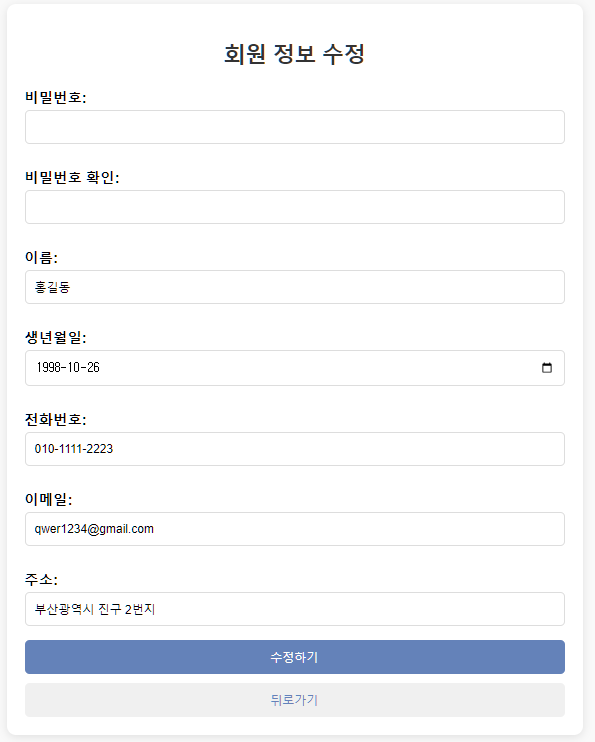 회원 정보 수정
비밀번호:
비밀번호 확인:
이름:
홍길동
생년월일:
1998-10-26
전화번호:
010-1111-2223
이메일:
qwer1234@gmail.com
주소:
부산광역시 진구 2번지
수정하기
뒤로가기